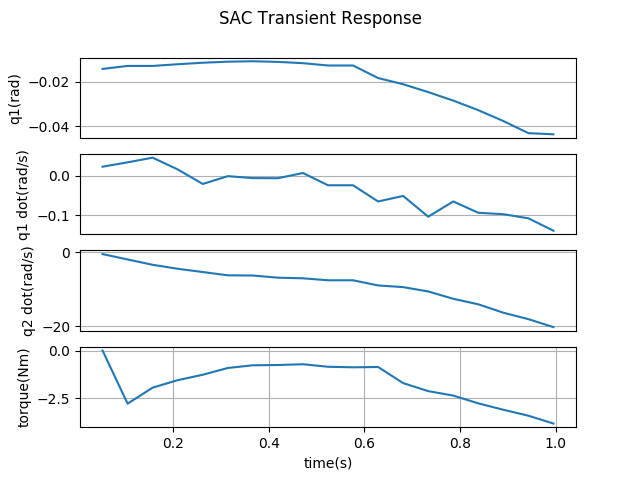 SAC Transient Response
q1(rad)
−0.02
−0.04
q1 dot(rad/s)
0.0
−0.1
q2 dot(rad/s)
0
−20
torque(Nm)
0.0
−2.5
0.2 0.4 0.6 0.8 1.0
time(s)